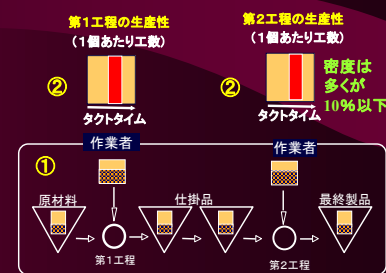 第1工程の生産性
(1個あたり工数)
第2工程の生産性
(1個あたり工数)
②
②
密度は
多くが
10%以下
タクトタイム
タクトタイム
①
作業者
作業者
原材料
仕掛品
最終製品
第1工程
第2工程